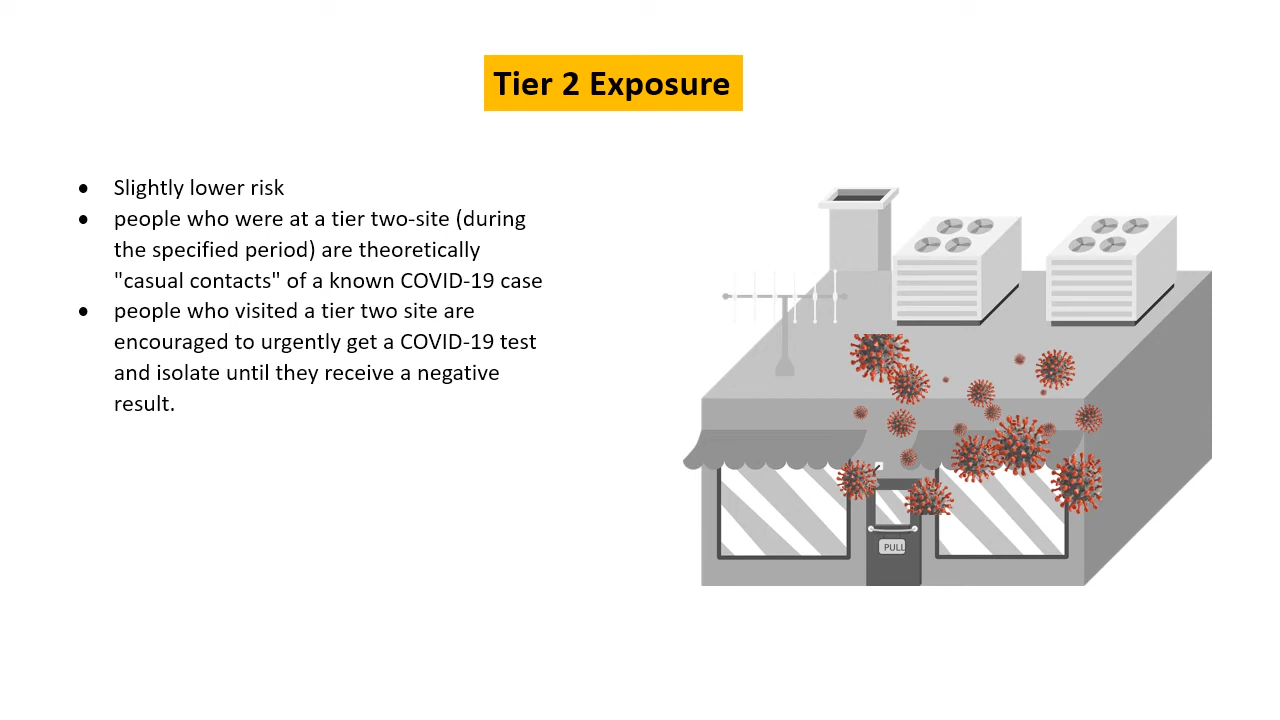 Tier 2 Exposure
● Slightly lower risk
● people who were at a tier two-site (during
the specified period) are theoretically
"casual contacts" of a known COVID-19 case
● people who visited a tier two site are
encouraged to urgently get a COVID-19 test
and isolate until they receive a negative
result.
PULL